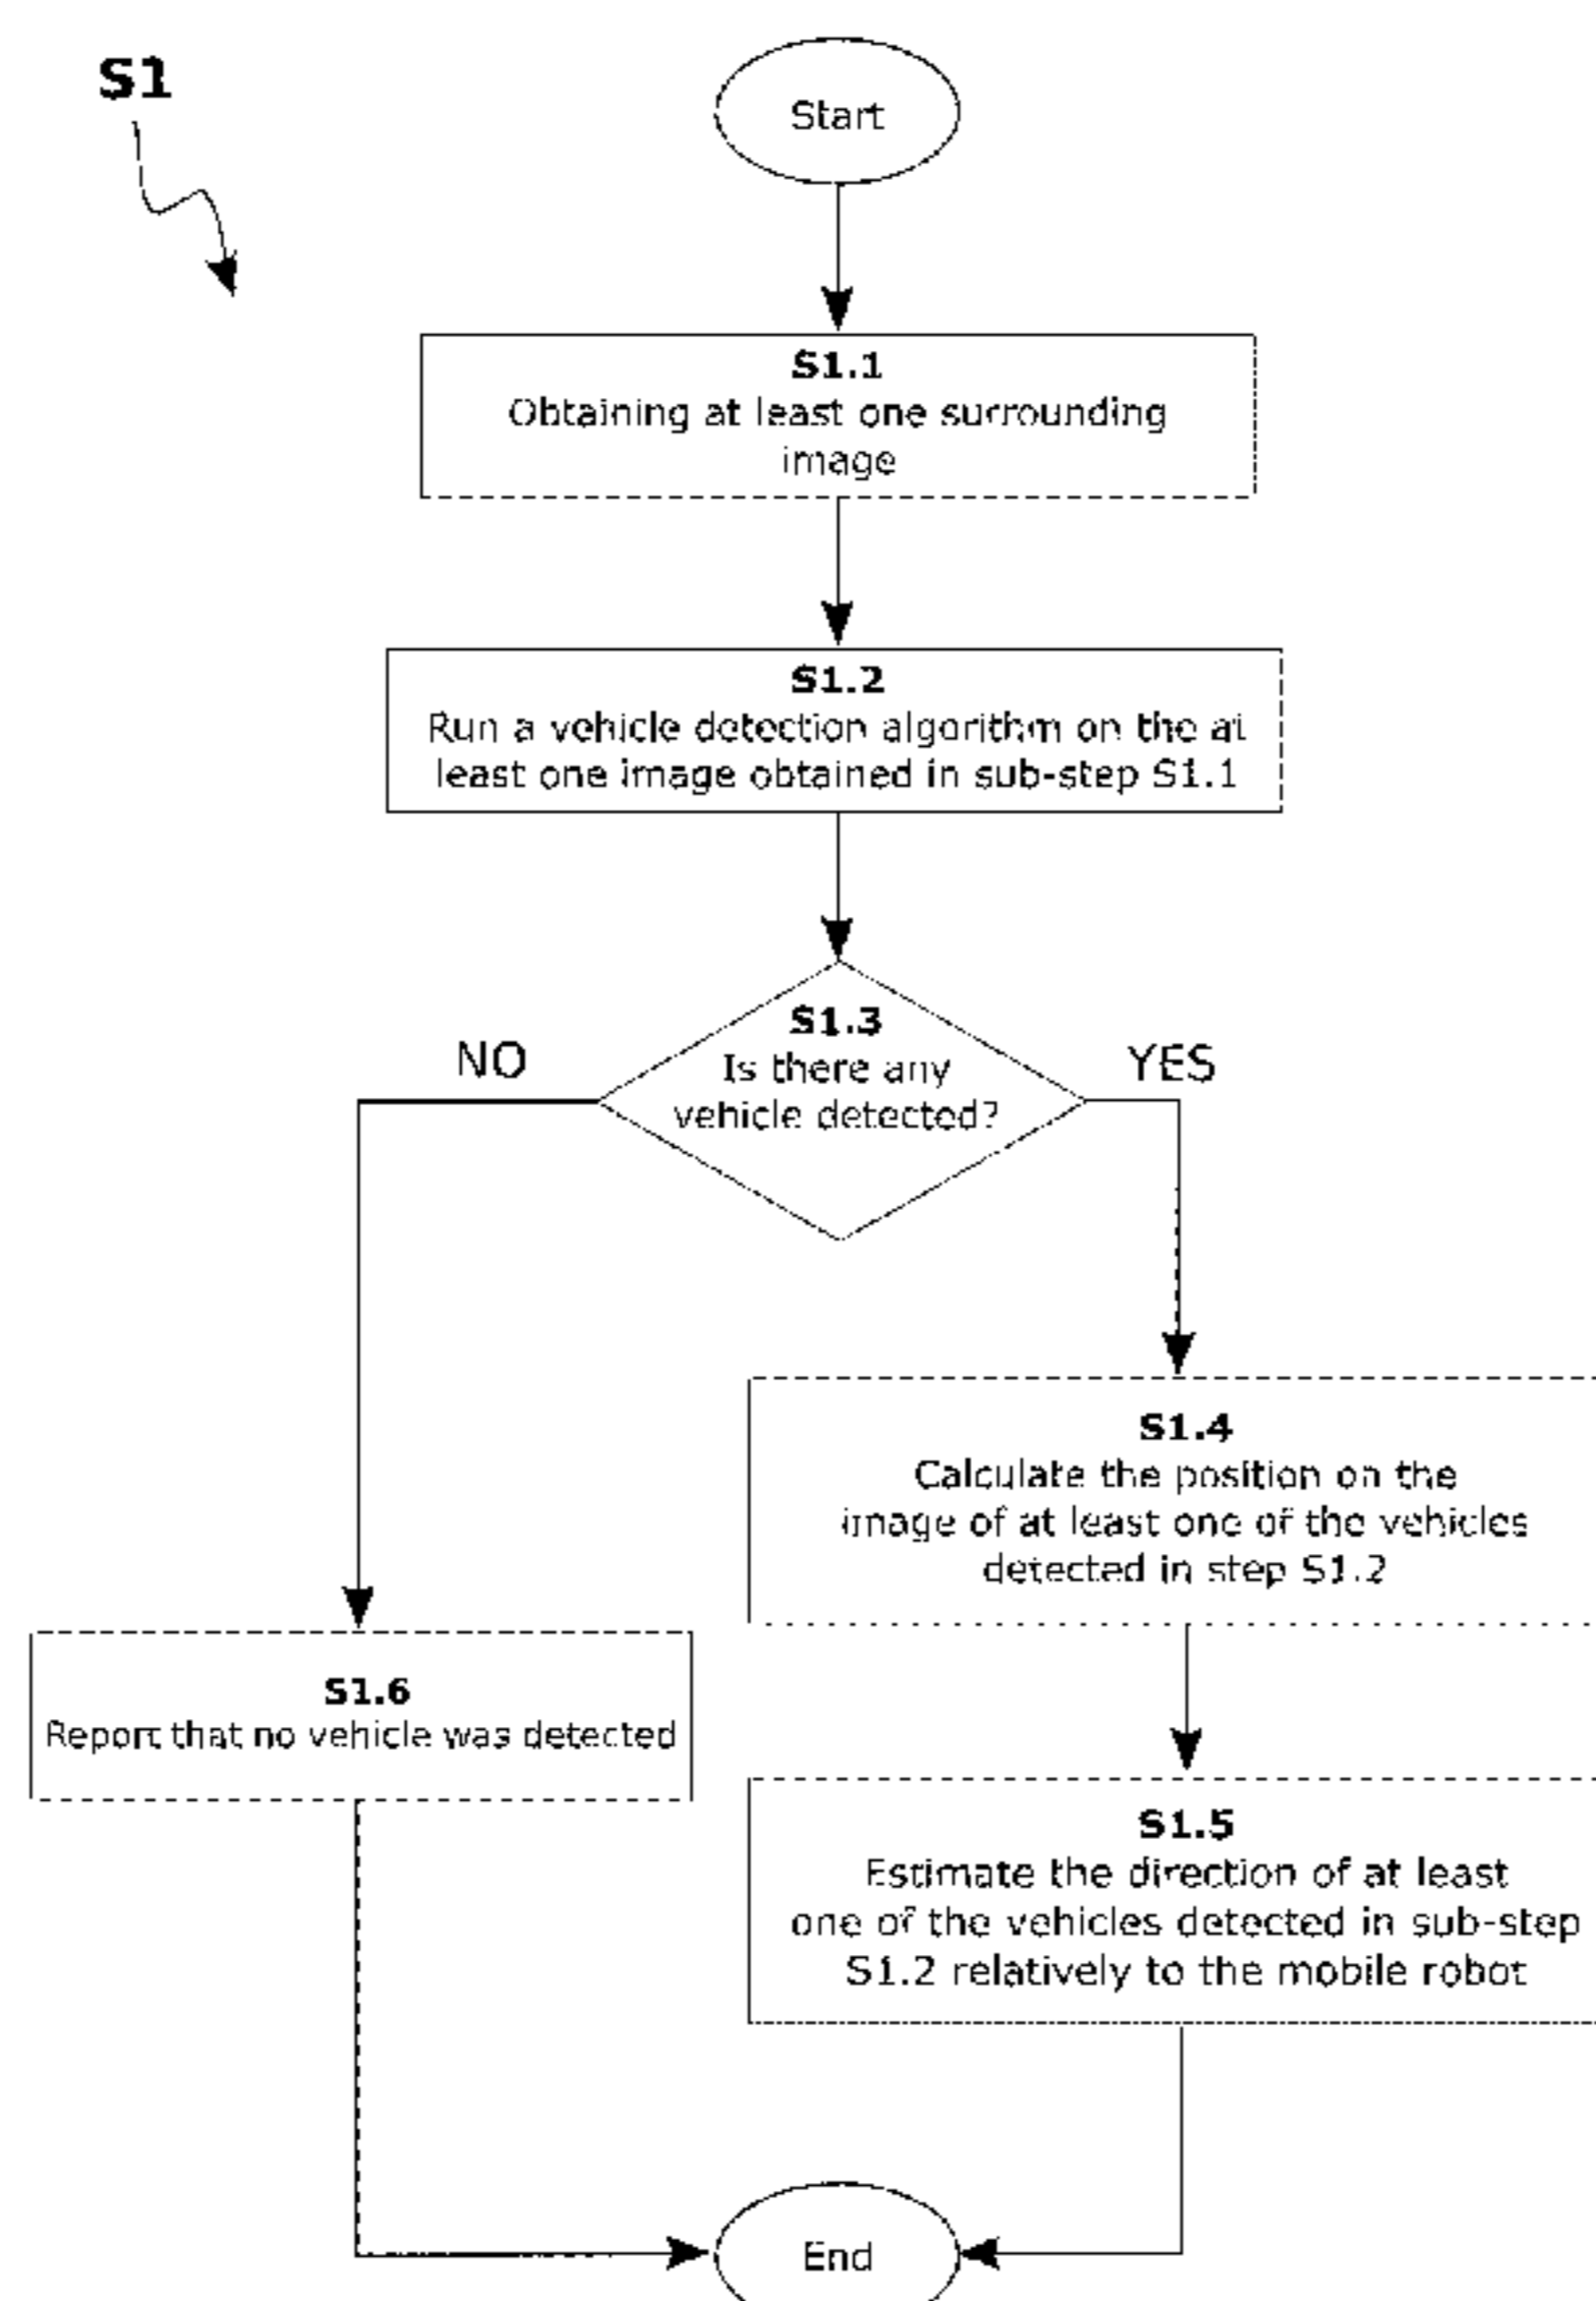 S1
Start
S1.1
Obtaining at least one surrounding
image
S1.2
Run a vehicle detection algorithm on the at
least one image obtained in sub-step S1.1
S1.3
Is there any
vehicle detected?
NO
YES
S1.4
Calculate the position on the
image of at least one of the vehicles
detected in step S1.2
S1.6
Report that no vehicle was detected
S1.5
Estimate the direction of at least
one of the vehicles detected in sub-step
S1.2 relatively to the mobile robot
End